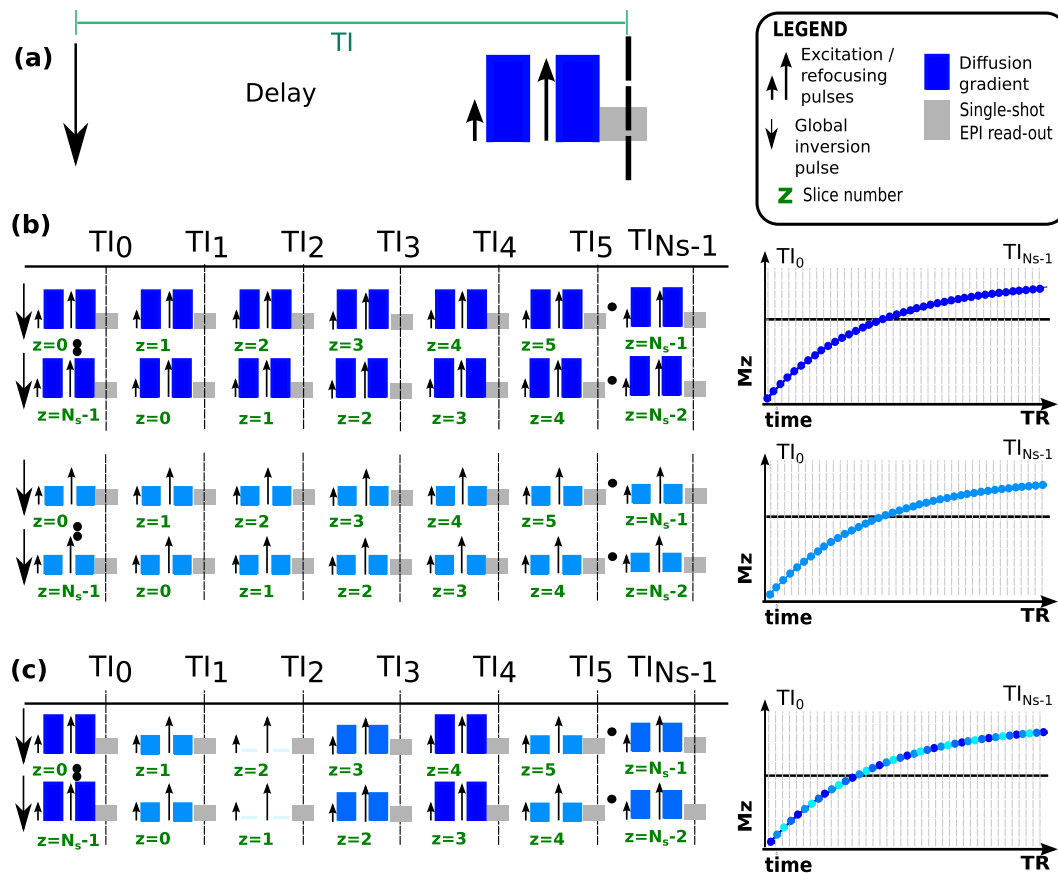 (a)
TI
Delay
LEGEND
Excitation /
refocusing
pulses
Global
inversion
pulse
z Slice number
Diffusion
gradient
Single-shot
EPI read-out
(b)
TI0 TI1 TI2 TI3 TI4 TI5 TINs-1
z=0 z=1 z=2 z=3 z=4 z=5 z=Ns-1
z=Ns-1 z=0 z=1 z=2 z=3 z=4 z=Ns-2
TI0 TINs-1
Mz
time TR
z=0 z=1 z=2 z=3 z=4 z=5 z=Ns-1
z=Ns-1 z=0 z=1 z=2 z=3 z=4 z=Ns-2
TI0 TINs-1
Mz
time TR
(c)
TI0 TI1 TI2 TI3 TI4 TI5 TINs-1
z=0 z=1 z=2 z=3 z=4 z=5 z=Ns-1
z=Ns-1 z=0 z=1 z=2 z=3 z=4 z=Ns-2
TI0 TINs-1
Mz
time TR